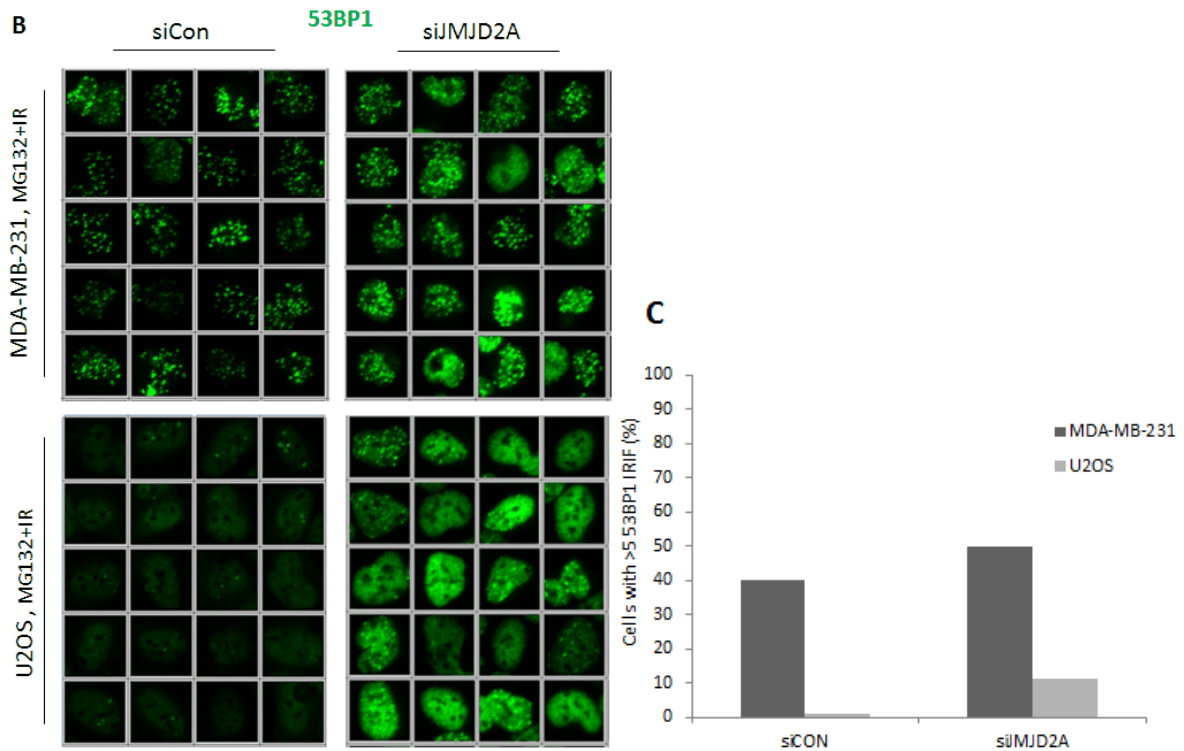 B
53BP1
siCon
siJMJD2A
MDA-MB-231, MG132+IR
U2OS, MG132+IR
C
Cells with >5 53BP1 IRIF (%)
100
90
80
70
60
50
40
30
20
10
0
MDA-MB-231
U2OS
siCON
siJMJD2A